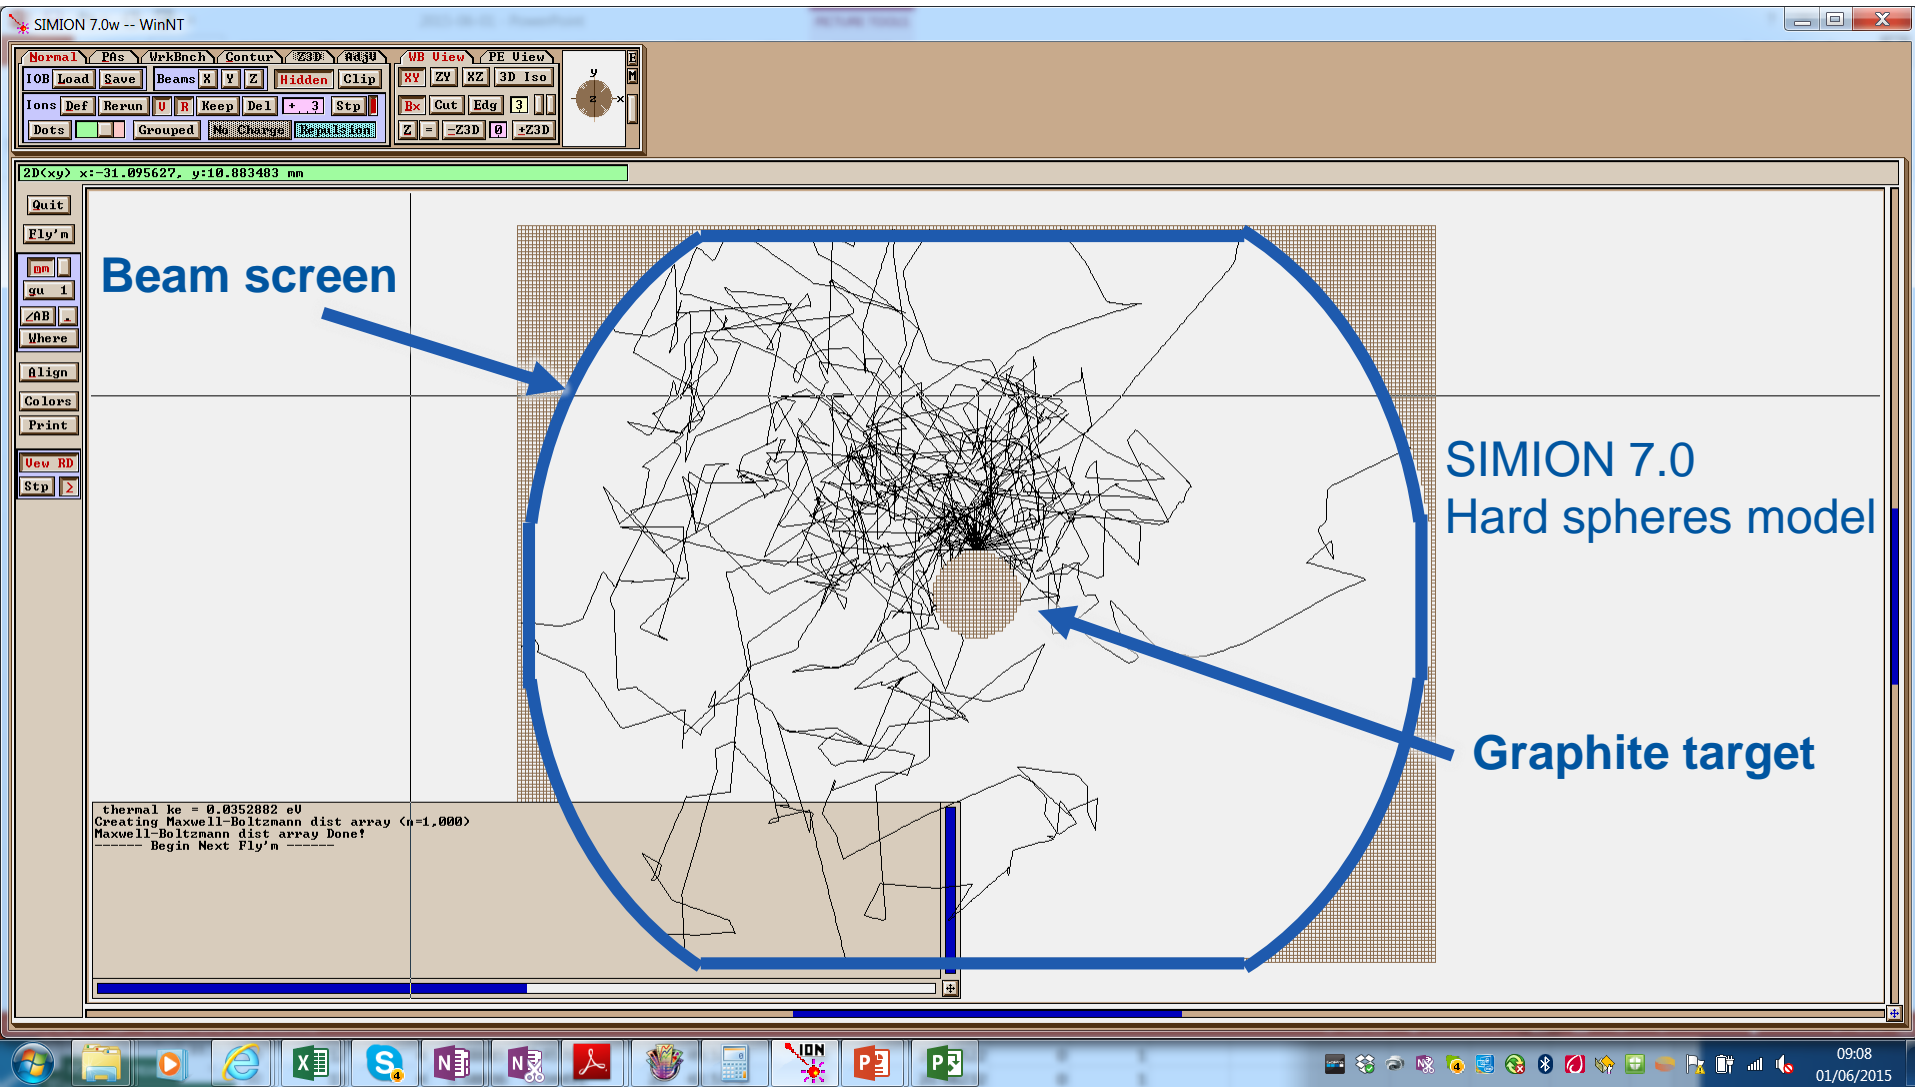 SIMION 7.0w -- WinNT
Normal PAs WrkBnch Contur Z3D AdjV WB View PE View
IOB Load Save Beams X Y Z Hidden Clip XY ZY XZ 3D Iso
Ions Def Rerun V R Keep Del + 3 Stp Bx Cut Edg 3
Dots Grouped No Charge Repulsion Z = -Z3D 0 +Z3D
y
z x
E
M
2D(xy) x:-31.095627, y:10.883483 mm
Quit
Fly'm
mm
gu 1
∠AB .
Where
Align
Colors
Print
Vew RD
Stp ≥
Beam screen
SIMION 7.0
Hard spheres model
Graphite target
thermal ke = 0.0352882 eV
Creating Maxwell-Boltzmann dist array (n=1,000)
Maxwell-Boltzmann dist array Done!
------ Begin Next Fly'm ------
09:08
01/06/2015